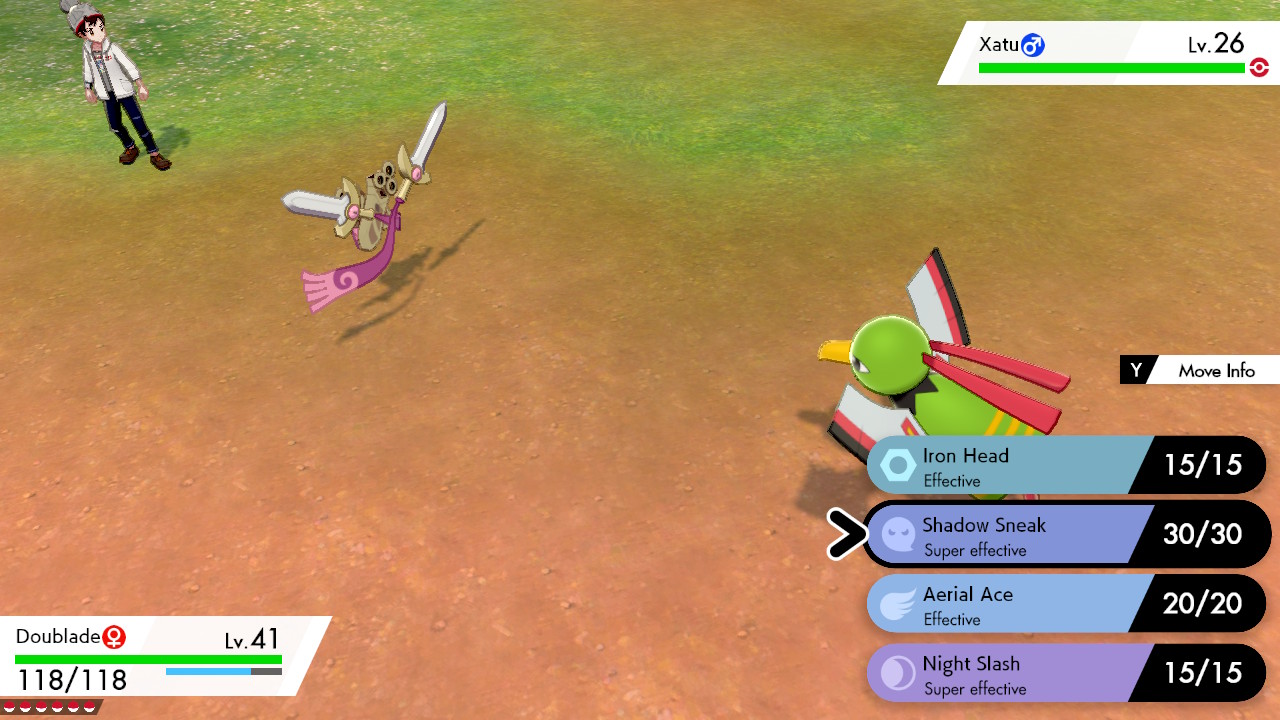 Xatu♂ Lv.26
Y Move Info
Iron Head 15/15
Effective
Shadow Sneak 30/30
Super effective
Aerial Ace 20/20
Effective
Night Slash 15/15
Super effective
Doublade♀ Lv.41
118/118